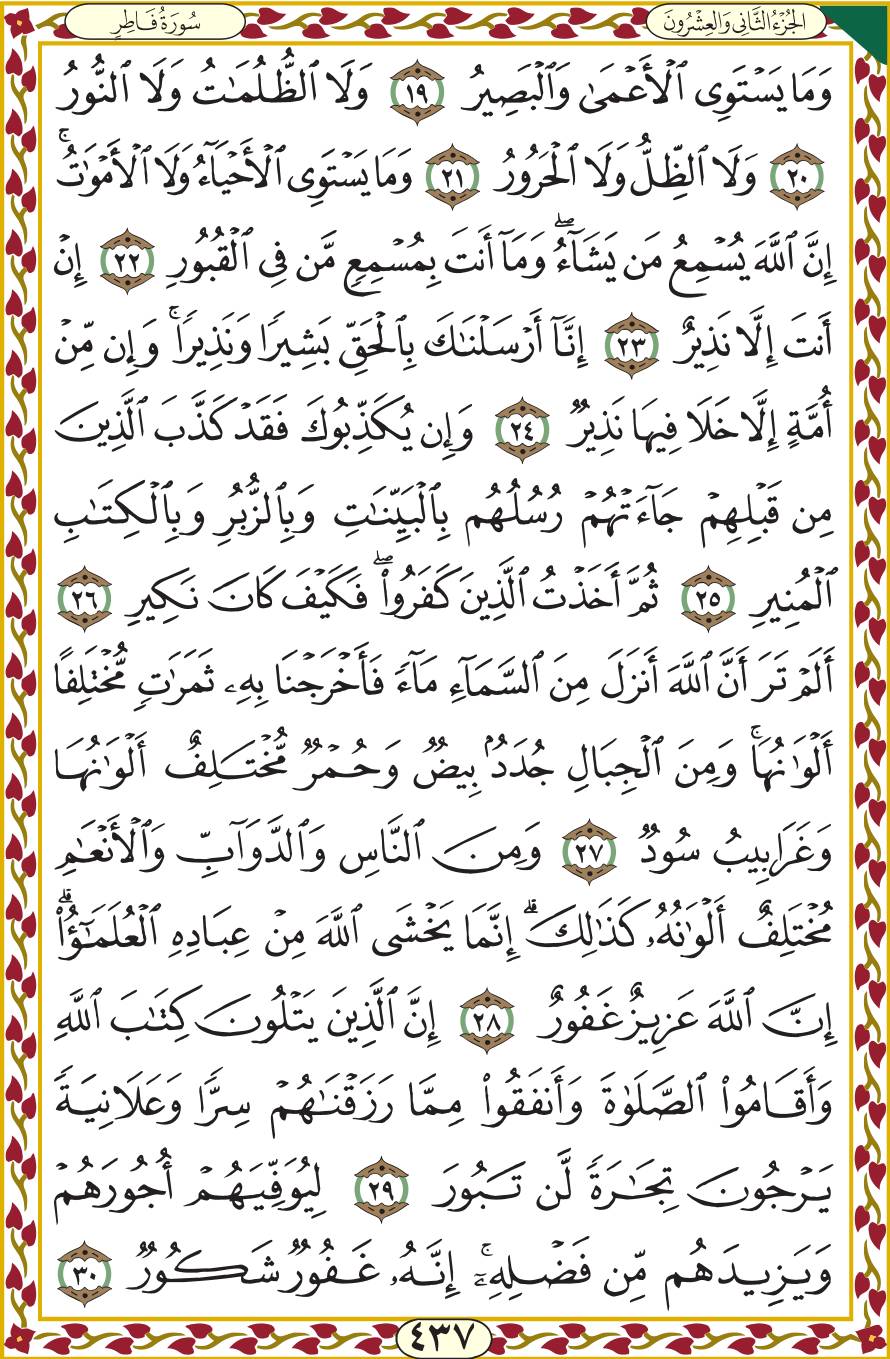 الجُزْءُ الثَّانِي وَالعِشْرُونَ
سُورَةُ فَاطِرٍ
وَمَا يَسْتَوِى ٱلْأَعْمَىٰ وَٱلْبَصِيرُ ١٩ وَلَا ٱلظُّلُمَـٰتُ وَلَا ٱلنُّورُ
٢٠ وَلَا ٱلظِّلُّ وَلَا ٱلْحَرُورُ ٢١ وَمَا يَسْتَوِى ٱلْأَحْيَآءُ وَلَا ٱلْأَمْوَٰتُ ۚ
إِنَّ ٱللَّهَ يُسْمِعُ مَن يَشَآءُ ۖ وَمَآ أَنتَ بِمُسْمِعٍ مَّن فِى ٱلْقُبُورِ ٢٢ إِنْ
أَنتَ إِلَّا نَذِيرٌ ٢٣ إِنَّآ أَرْسَلْنَـٰكَ بِٱلْحَقِّ بَشِيرًا وَنَذِيرًا ۚ وَإِن مِّنْ
أُمَّةٍ إِلَّا خَلَا فِيهَا نَذِيرٌ ٢٤ وَإِن يُكَذِّبُوكَ فَقَدْ كَذَّبَ ٱلَّذِينَ
مِن قَبْلِهِمْ جَآءَتْهُمْ رُسُلُهُم بِٱلْبَيِّنَـٰتِ وَبِٱلزُّبُرِ وَبِٱلْكِتَـٰبِ
ٱلْمُنِيرِ ٢٥ ثُمَّ أَخَذْتُ ٱلَّذِينَ كَفَرُوا۟ ۖ فَكَيْفَ كَانَ نَكِيرِ ٢٦
أَلَمْ تَرَ أَنَّ ٱللَّهَ أَنزَلَ مِنَ ٱلسَّمَآءِ مَآءً فَأَخْرَجْنَا بِهِۦ ثَمَرَٰتٍ مُّخْتَلِفًا
أَلْوَٰنُهَا ۚ وَمِنَ ٱلْجِبَالِ جُدَدٌۢ بِيضٌ وَحُمْرٌ مُّخْتَلِفٌ أَلْوَٰنُهَا
وَغَرَابِيبُ سُودٌ ٢٧ وَمِنَ ٱلنَّاسِ وَٱلدَّوَآبِّ وَٱلْأَنْعَـٰمِ
مُخْتَلِفٌ أَلْوَٰنُهُۥ كَذَٰلِكَ ۗ إِنَّمَا يَخْشَى ٱللَّهَ مِنْ عِبَادِهِ ٱلْعُلَمَـٰٓؤُا۟ ۗ
إِنَّ ٱللَّهَ عَزِيزٌ غَفُورٌ ٢٨ إِنَّ ٱلَّذِينَ يَتْلُونَ كِتَـٰبَ ٱللَّهِ
وَأَقَامُوا۟ ٱلصَّلَوٰةَ وَأَنفَقُوا۟ مِمَّا رَزَقْنَـٰهُمْ سِرًّا وَعَلَانِيَةً
يَرْجُونَ تِجَـٰرَةً لَّن تَبُورَ ٢٩ لِيُوَفِّيَهُمْ أُجُورَهُمْ
وَيَزِيدَهُم مِّن فَضْلِهِۦٓ ۚ إِنَّهُۥ غَفُورٌ شَكُورٌ ٣٠
٤٣٧